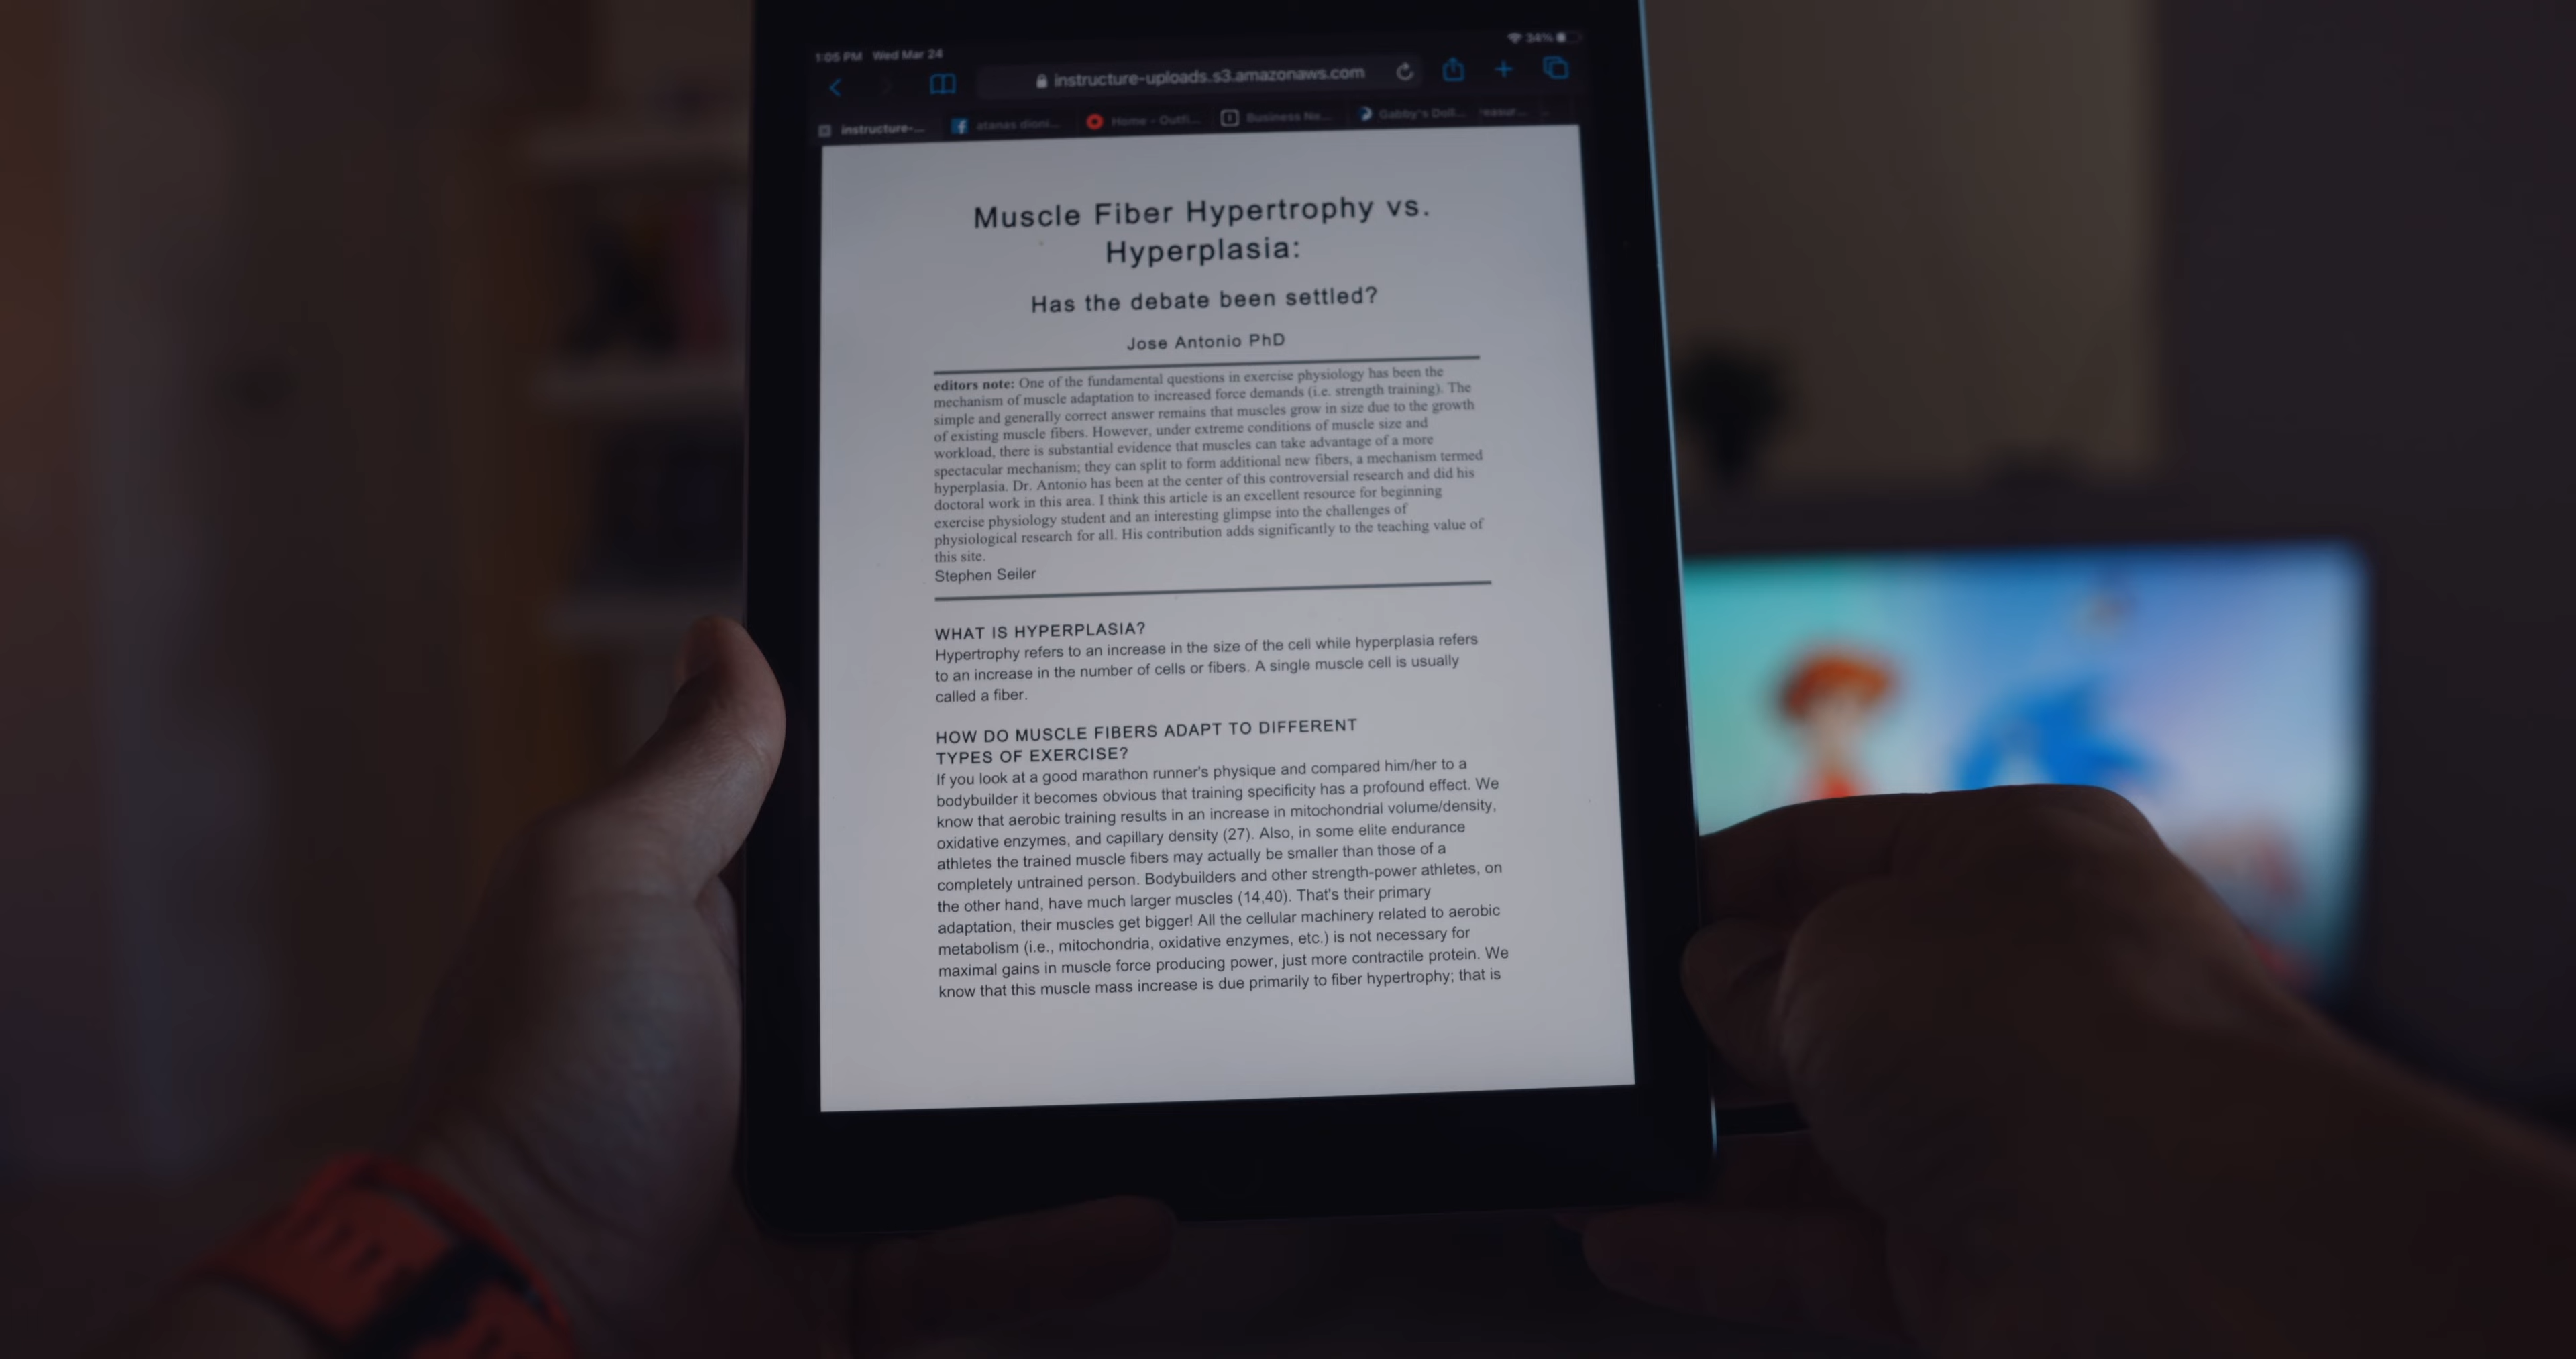 1:05 PM Wed Mar 24
34%
instructure-uploads.s3.amazonaws.com
instructure-...
atanas dioni...
Home - Outfi...
Business Ne...
Gabby's Doll...
Muscle Fiber Hypertrophy vs.
Hyperplasia:
Has the debate been settled?
Jose Antonio PhD
editors note: One of the fundamental questions in exercise physiology has been the
mechanism of muscle adaptation to increased force demands (i.e. strength training). The
simple and generally correct answer remains that muscles grow in size due to the growth
of existing muscle fibers. However, under extreme conditions of muscle size and
workload, there is substantial evidence that muscles can take advantage of a more
spectacular mechanism; they can split to form additional new fibers, a mechanism termed
hyperplasia. Dr. Antonio has been at the center of this controversial research and did his
doctoral work in this area. I think this article is an excellent resource for beginning
exercise physiology student and an interesting glimpse into the challenges of
physiological research for all. His contribution adds significantly to the teaching value of
this site.
Stephen Seiler
WHAT IS HYPERPLASIA?
Hypertrophy refers to an increase in the size of the cell while hyperplasia refers
to an increase in the number of cells or fibers. A single muscle cell is usually
called a fiber.
HOW DO MUSCLE FIBERS ADAPT TO DIFFERENT
TYPES OF EXERCISE?
If you look at a good marathon runner's physique and compared him/her to a
bodybuilder it becomes obvious that training specificity has a profound effect. We
know that aerobic training results in an increase in mitochondrial volume/density,
oxidative enzymes, and capillary density (27). Also, in some elite endurance
athletes the trained muscle fibers may actually be smaller than those of a
completely untrained person. Bodybuilders and other strength-power athletes, on
the other hand, have much larger muscles (14,40). That's their primary
adaptation, their muscles get bigger! All the cellular machinery related to aerobic
metabolism (i.e., mitochondria, oxidative enzymes, etc.) is not necessary for
maximal gains in muscle force producing power, just more contractile protein. We
know that this muscle mass increase is due primarily to fiber hypertrophy; that is